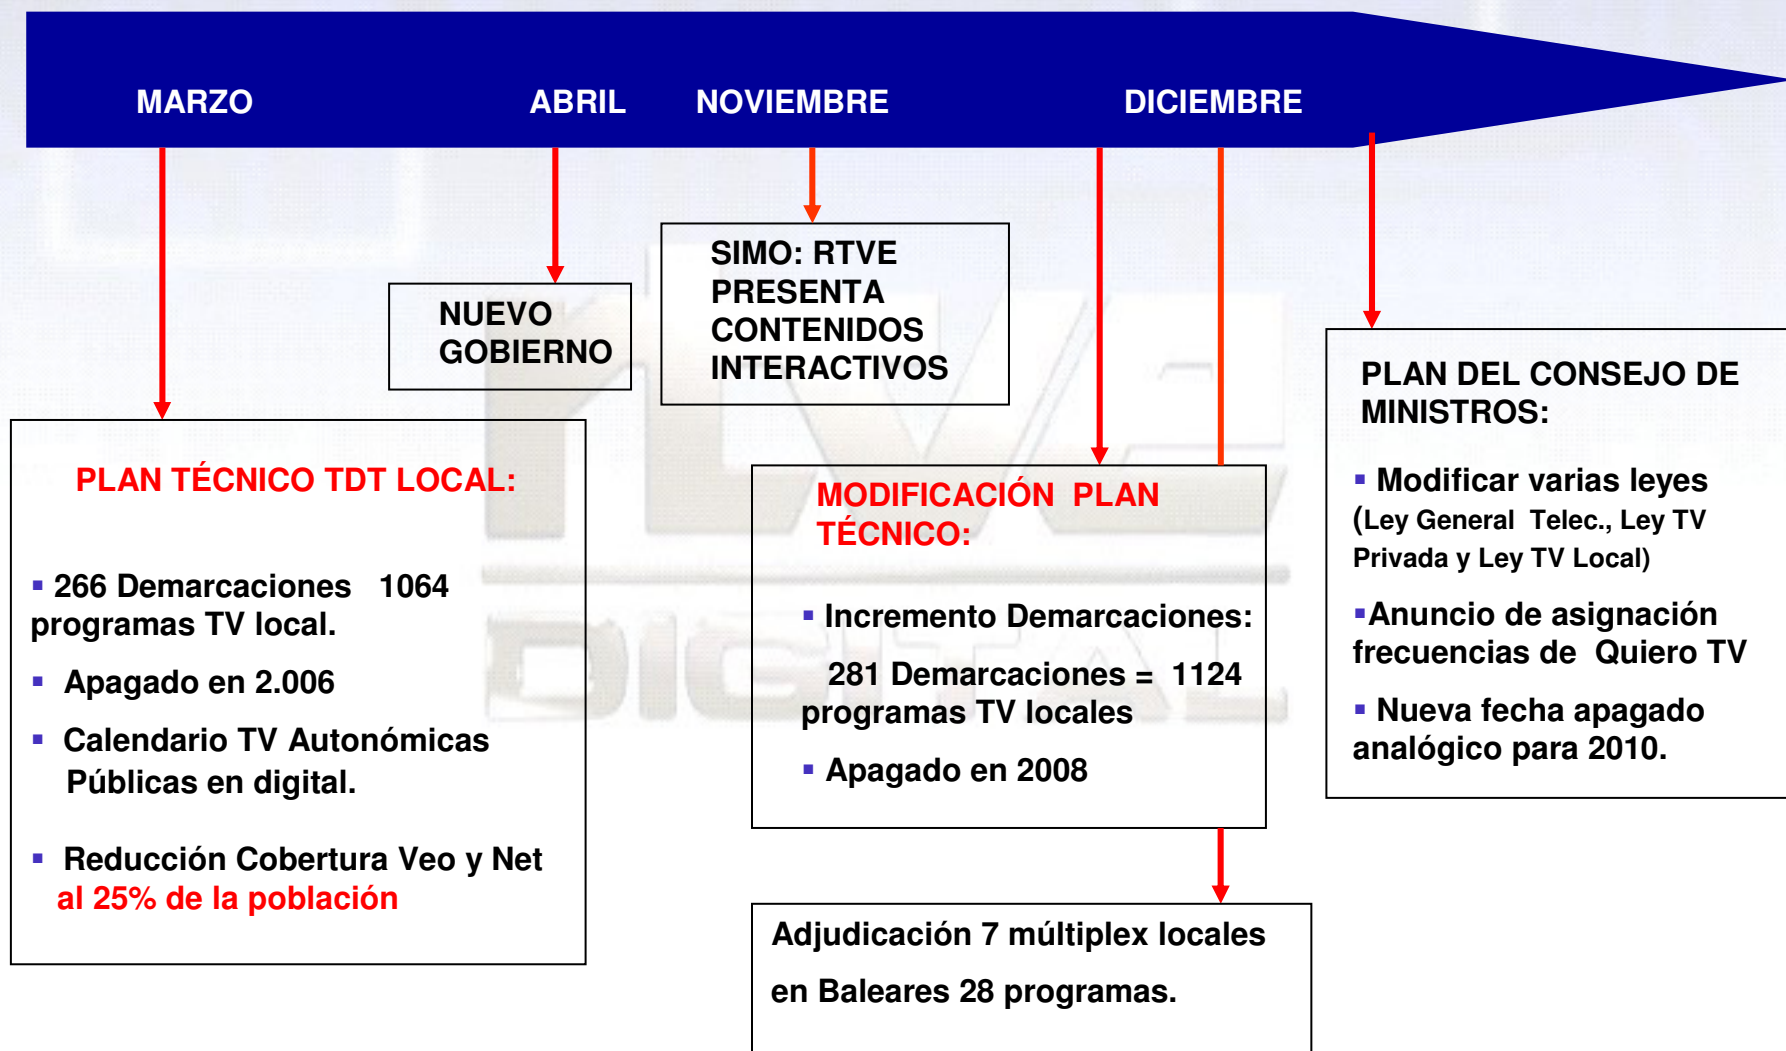 MARZO ABRIL NOVIEMBRE DICIEMBRE
NUEVO
GOBIERNO
SIMO: RTVE
PRESENTA
CONTENIDOS
INTERACTIVOS
PLAN TÉCNICO TDT LOCAL:
▪ 266 Demarcaciones 1064
programas TV local.
▪ Apagado en 2.006
▪ Calendario TV Autonómicas
Públicas en digital.
▪ Reducción Cobertura Veo y Net
al 25% de la población
MODIFICACIÓN PLAN
TÉCNICO:
▪ Incremento Demarcaciones:
281 Demarcaciones = 1124
programas TV locales
▪ Apagado en 2008
Adjudicación 7 múltiplex locales
en Baleares 28 programas.
PLAN DEL CONSEJO DE
MINISTROS:
▪ Modificar varias leyes
(Ley General Telec., Ley TV
Privada y Ley TV Local)
▪Anuncio de asignación
frecuencias de Quiero TV
▪ Nueva fecha apagado
analógico para 2010.
rtve
DIGITAL